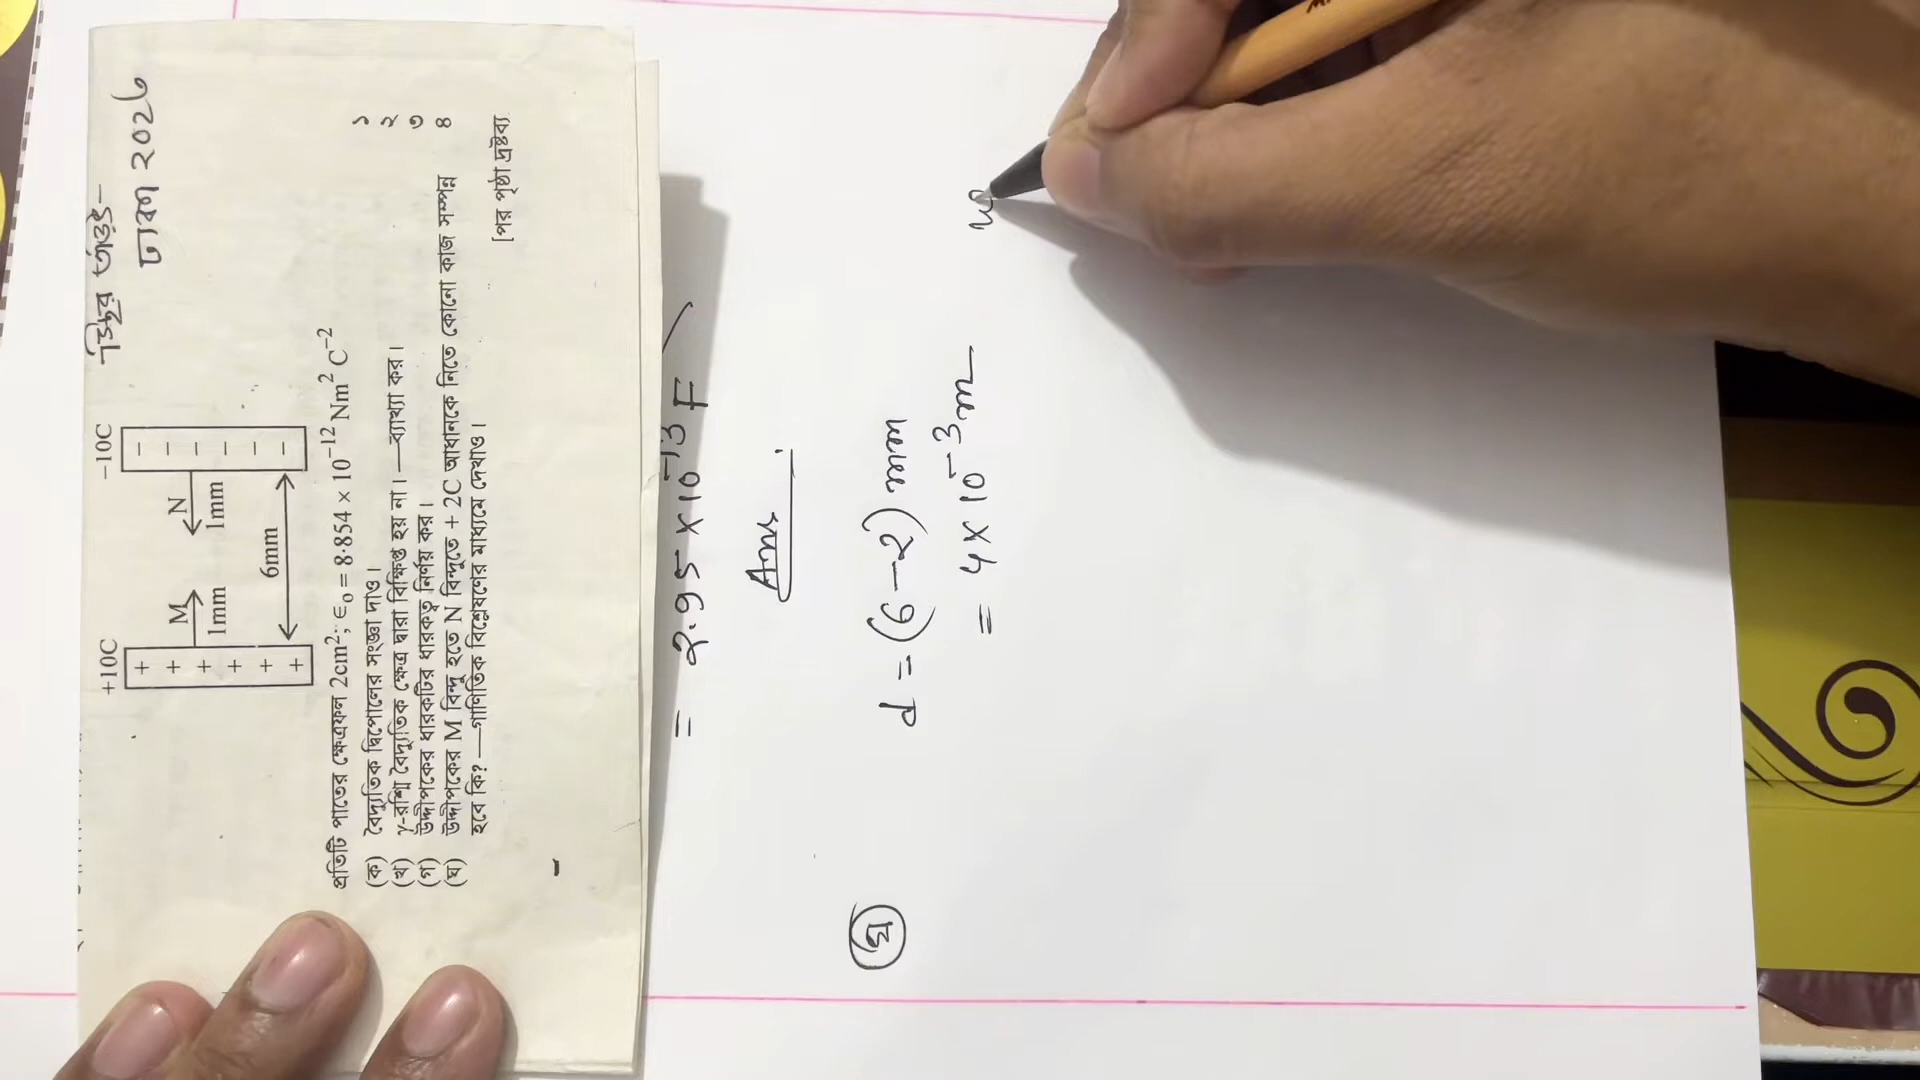 ঢাকা ২০২৬
+10C
-10C
M
N
1mm
1mm
6mm
+ + + + + +
- - - - - -
প্রতিটি পাতের ক্ষেত্রফল 2cm²; ∈₀ = 8·854 × 10⁻¹² Nm² C⁻²
(ক) বৈদ্যুতিক দ্বিপোলের সংজ্ঞা দাও। ১
(খ) γ-রশ্মি বৈদ্যুতিক ক্ষেত্র দ্বারা বিক্ষিপ্ত হয় না। —ব্যাখ্যা কর। ২
(গ) উদ্দীপকের ধারকটির ধারকত্ব নির্ণয় কর। ৩
(ঘ) উদ্দীপকের M বিন্দু হতে N বিন্দুতে + 2C আধানকে নিতে কোনো কাজ সম্পন্ন ৪
হবে কি? —গাণিতিক বিশ্লেষণের মাধ্যমে দেখাও।
[পর পৃষ্ঠা দ্রষ্টব্য
= 2.95 × 10⁻¹³ F
Ans.
(ঘ) d = (6-2) mm
= 4 × 10⁻³ m